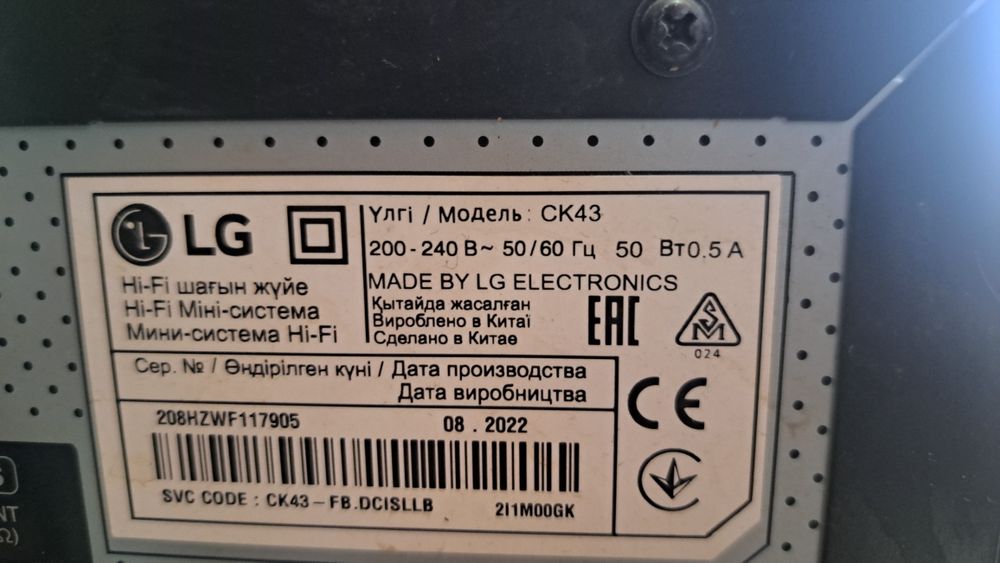 LG
Hi-Fi шағын жүйе
Hi-Fi Міні-система
Мини-система Hi-Fi
Үлгі / Модель: CK43
200-240 В~ 50/60 Гц 50 Вт 0.5 А
MADE BY LG ELECTRONICS
Қытайда жасалған
Вироблено в Китаї
Сделано в Китае
EAC
SM
024
Сер. № / Өндірілген күні / Дата производства
Дата виробництва
208HZWF117905 08 . 2022
SVC CODE : CK43-FB.DCISLLB 2I1M00GK
CE
S
NT
Ω)